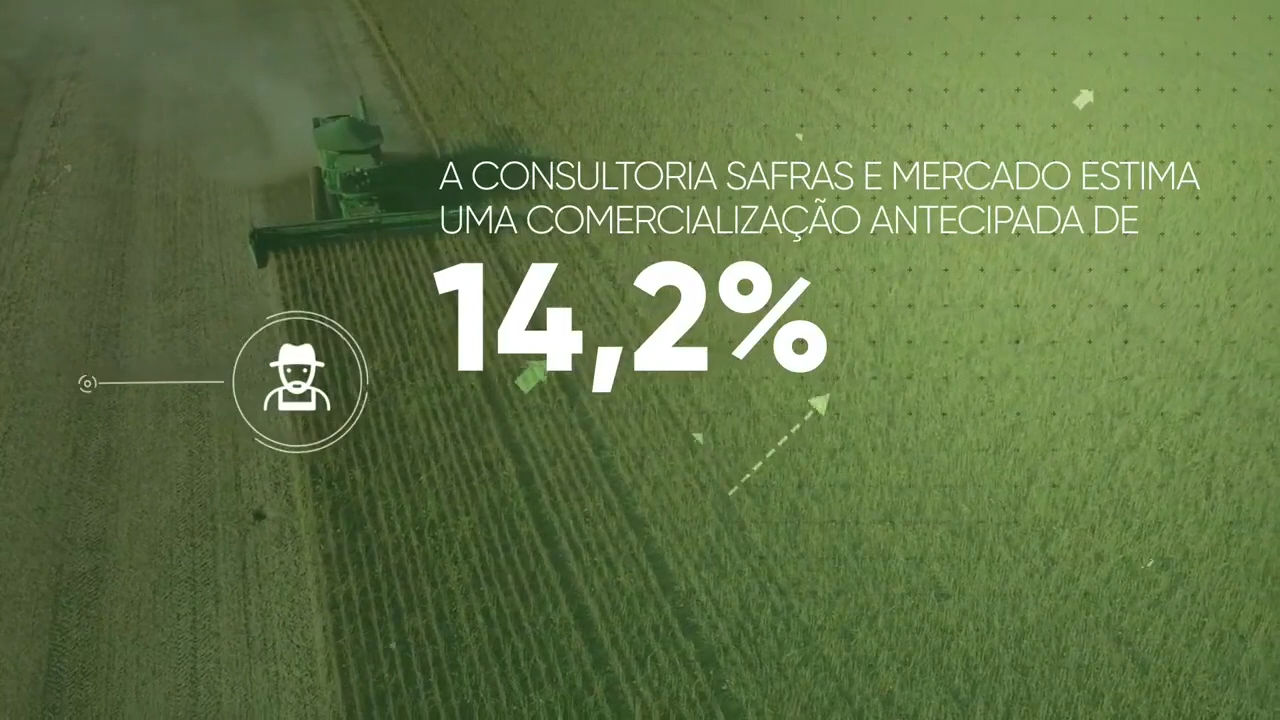 A CONSULTORIA SAFRAS E MERCADO ESTIMA
UMA COMERCIALIZAÇÃO ANTECIPADA DE
14,2%